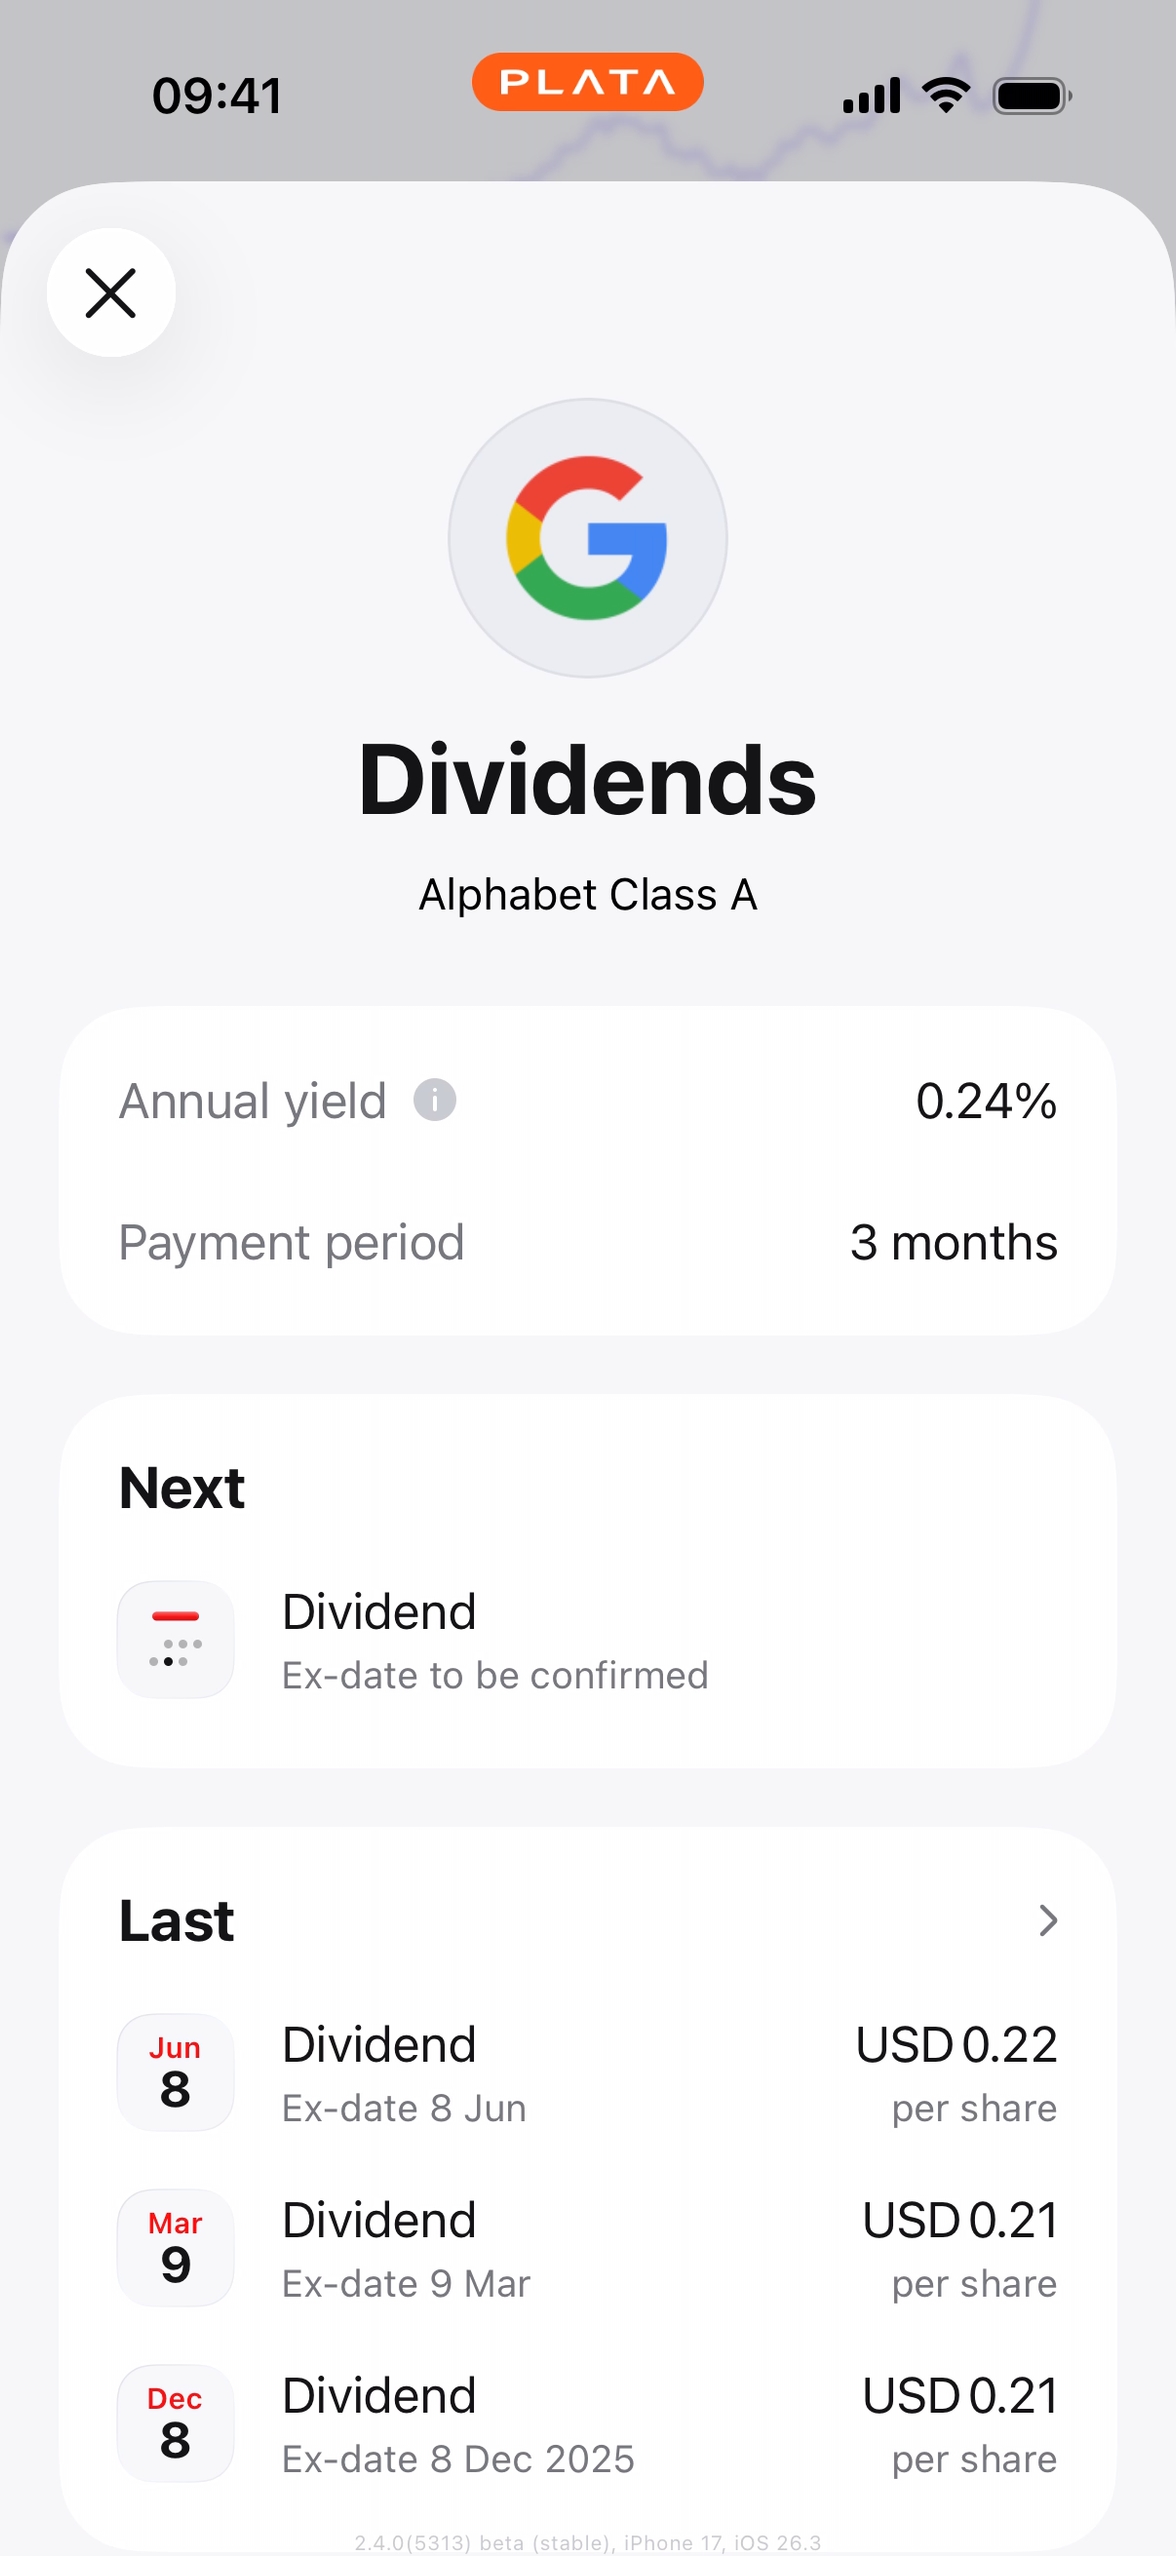 09:41
PLATA
Dividends
Alphabet Class A
Annual yield
0.24%
Payment period
3 months
Next
Dividend
Ex-date to be confirmed
Last
Jun
8
Dividend
USD 0.22
Ex-date 8 Jun
per share
Mar
9
Dividend
USD 0.21
Ex-date 9 Mar
per share
Dec
8
Dividend
USD 0.21
Ex-date 8 Dec 2025
per share
2.4.0(5313) beta (stable), iPhone 17, iOS 26.3